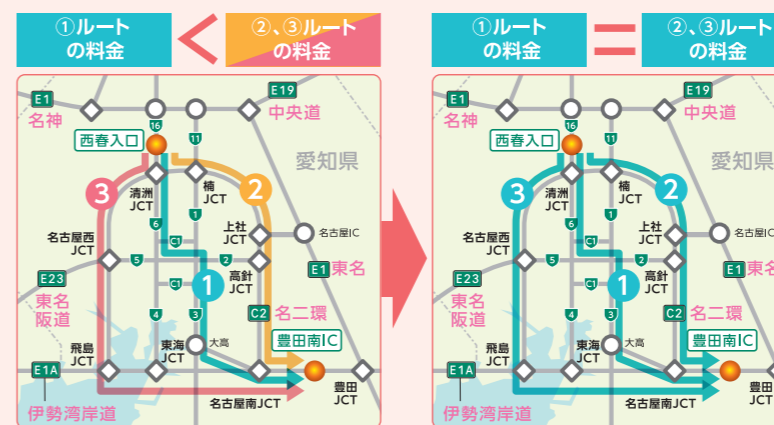 ①ルート
の料金
②、③ルート
の料金
E1
名神
E19
中央道
16
11
西春入口
愛知県
3
清洲
JCT
楠
JCT
2
6
1
上社
JCT
名古屋IC
名古屋西
JCT
C1
5
2
E1
東名
高針
JCT
E23
東名
阪道
C1
1
C2
名二環
4
3
豊田南IC
飛島
JCT
東海
JCT
大高
E1A
豊田
JCT
名古屋南JCT
伊勢湾岸道
①ルート
の料金
②、③ルート
の料金
E1
名神
E19
中央道
16
11
西春入口
愛知県
3
清洲
JCT
楠
JCT
2
6
1
上社
JCT
名古屋IC
名古屋西
JCT
C1
5
2
E1
東名
高針
JCT
E23
東名
阪道
C1
1
C2
名二環
4
3
豊田南IC
飛島
JCT
東海
JCT
大高
E1A
豊田
JCT
名古屋南JCT
伊勢湾岸道